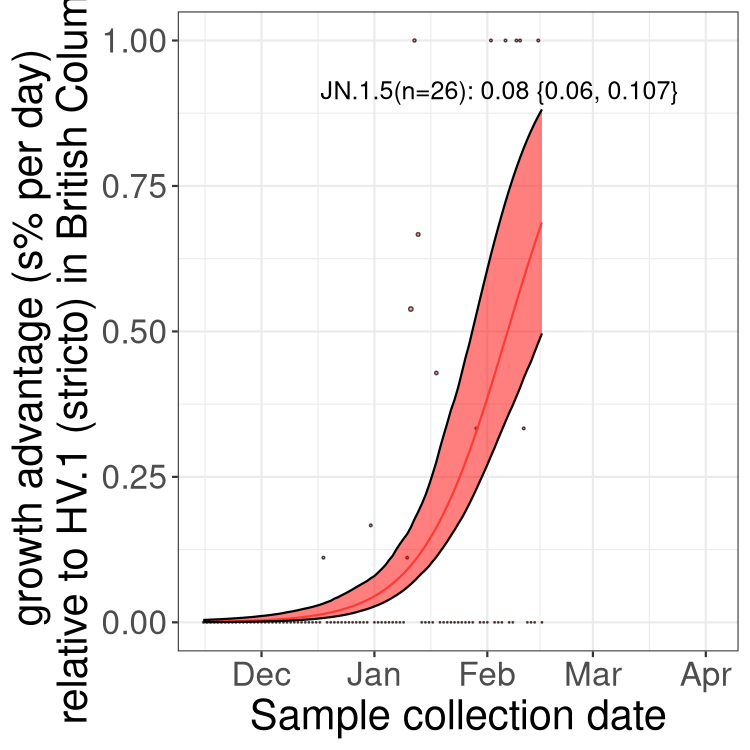 growth advantage (s% per day)
relative to HV.1 (stricto) in British Colum
1.00
0.75
0.50
0.25
0.00
JN.1.5(n=26): 0.08 {0.06, 0.107}
Dec Jan Feb Mar Apr
Sample collection date